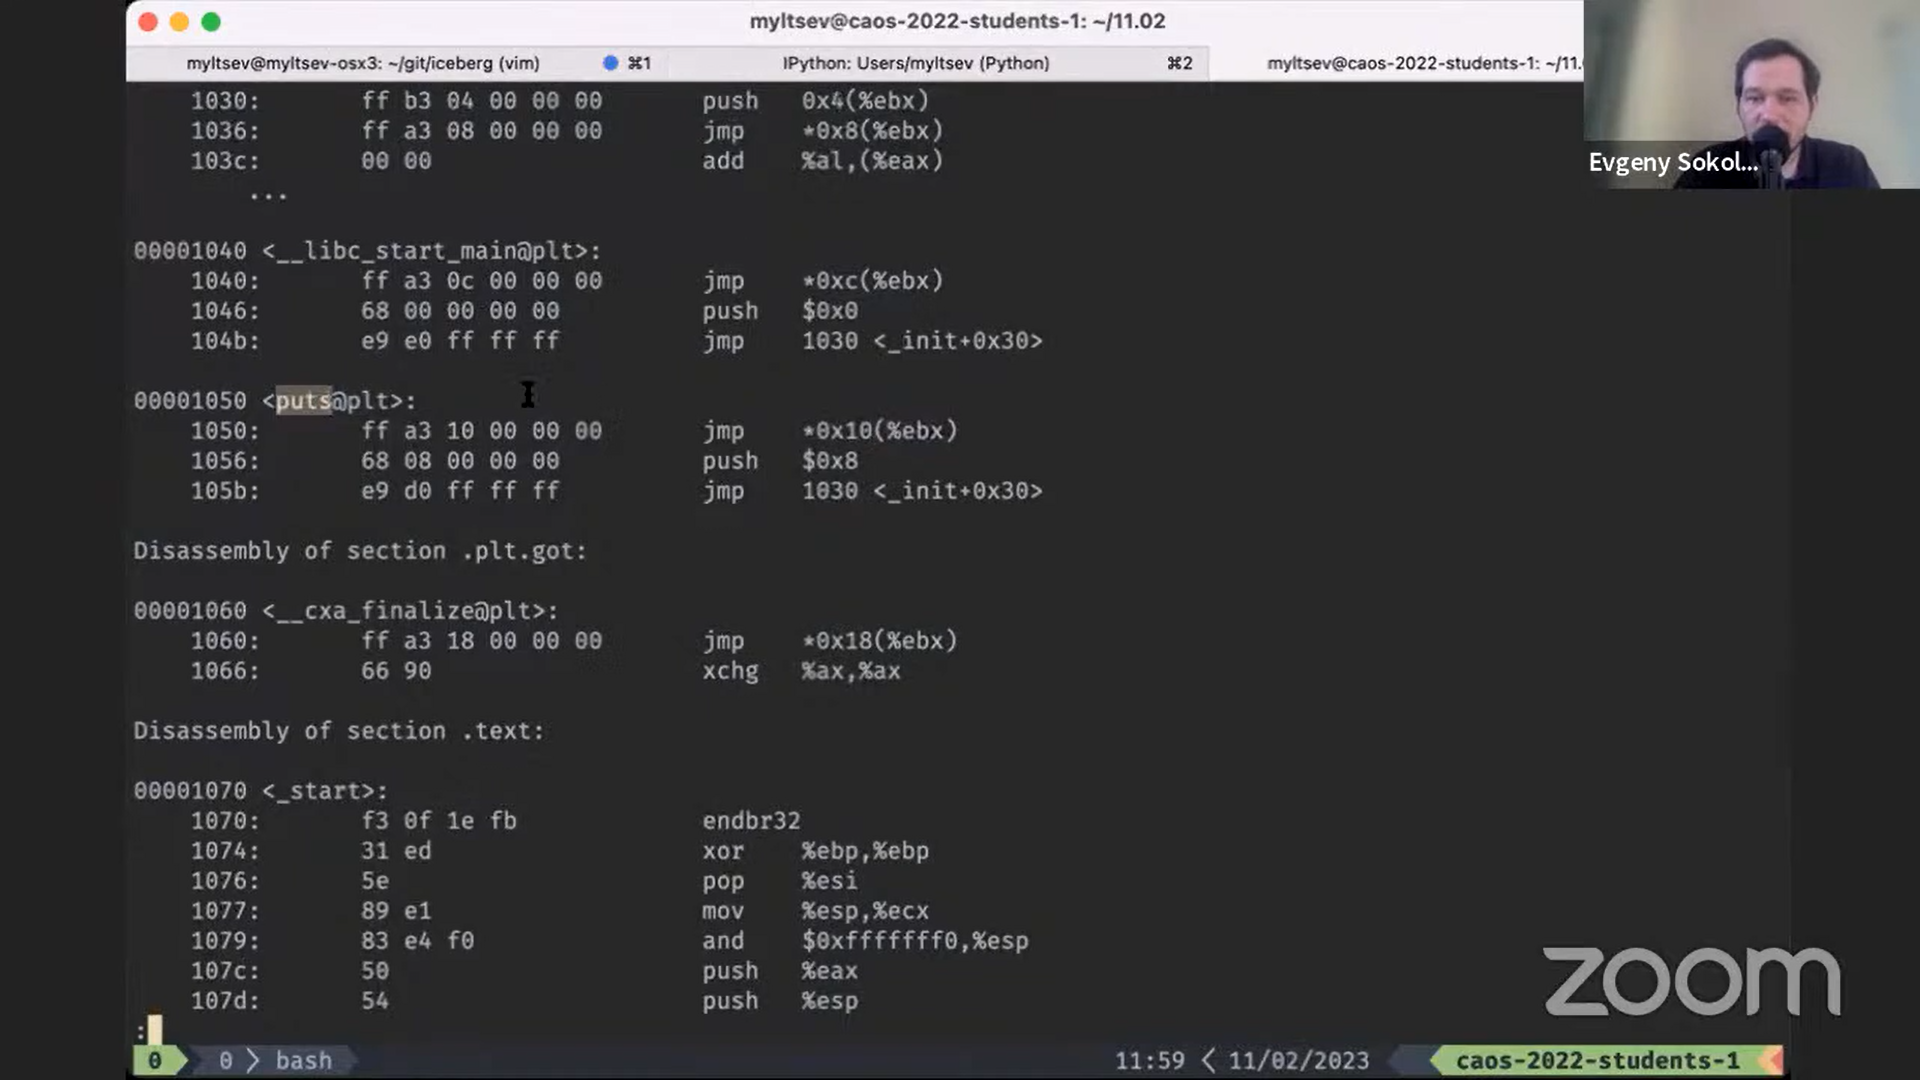 myltsev@caos-2022-students-1: ~/11.02
myltsev@myltsev-osx3: ~/git/iceberg (vim) ⌘1 IPython: Users/myltsev (Python) ⌘2 myltsev@caos-2022-students-1: ~/11.
Evgeny Sokol...
1030: ff b3 04 00 00 00 push 0x4(%ebx)
1036: ff a3 08 00 00 00 jmp *0x8(%ebx)
103c: 00 00 add %al,(%eax)
...
00001040 <__libc_start_main@plt>:
1040: ff a3 0c 00 00 00 jmp *0xc(%ebx)
1046: 68 00 00 00 00 push $0x0
104b: e9 e0 ff ff ff jmp 1030 <_init+0x30>
00001050 <puts@plt>:
1050: ff a3 10 00 00 00 jmp *0x10(%ebx)
1056: 68 08 00 00 00 push $0x8
105b: e9 d0 ff ff ff jmp 1030 <_init+0x30>
Disassembly of section .plt.got:
00001060 <__cxa_finalize@plt>:
1060: ff a3 18 00 00 00 jmp *0x18(%ebx)
1066: 66 90 xchg %ax,%ax
Disassembly of section .text:
00001070 <_start>:
1070: f3 0f 1e fb endbr32
1074: 31 ed xor %ebp,%ebp
1076: 5e pop %esi
1077: 89 e1 mov %esp,%ecx
1079: 83 e4 f0 and $0xfffffff0,%esp
107c: 50 push %eax
107d: 54 push %esp
:
0 0 bash 11:59 11/02/2023 caos-2022-students-1
zoom